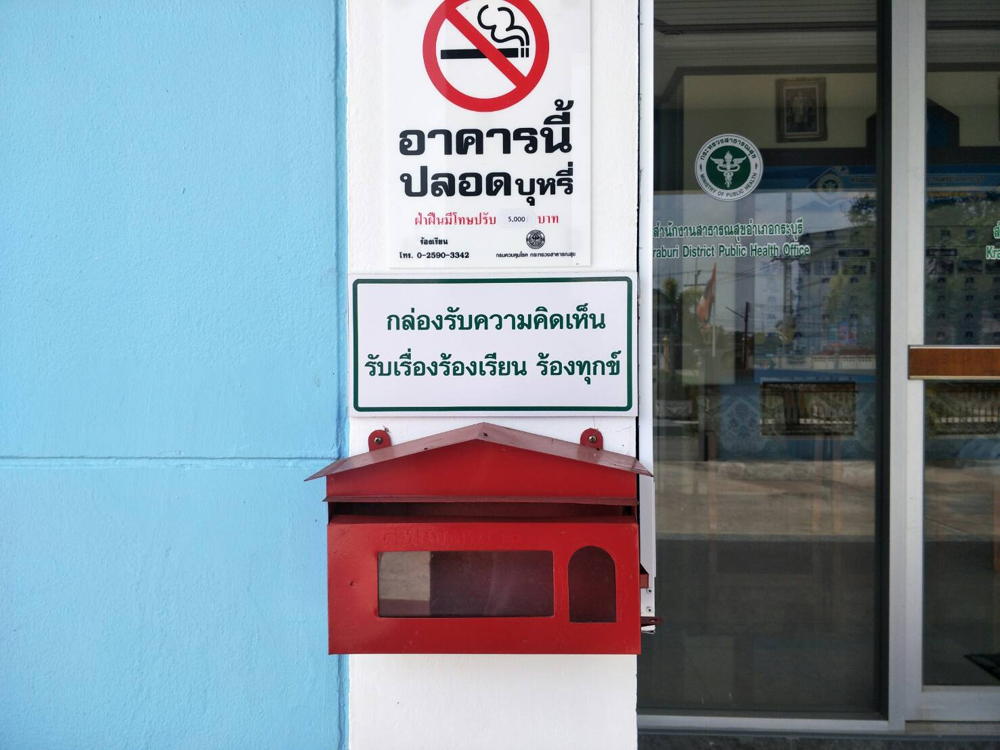 อาคารนี้
ปลอดบุหรี่
ฝ่าฝืนมีโทษปรับ 5,000 บาท
ร้องเรียน
โทร. 0-2590-3342
กรมควบคุมโรค กระทรวงสาธารณสุข
กล่องรับความคิดเห็น
รับเรื่องร้องเรียน ร้องทุกข์
กระทรวงสาธารณสุข
MINISTRY OF PUBLIC HEALTH
สำนักงานสาธารณสุขอำเภอกระบุรี
raburi District Public Health Office
ส
Kra